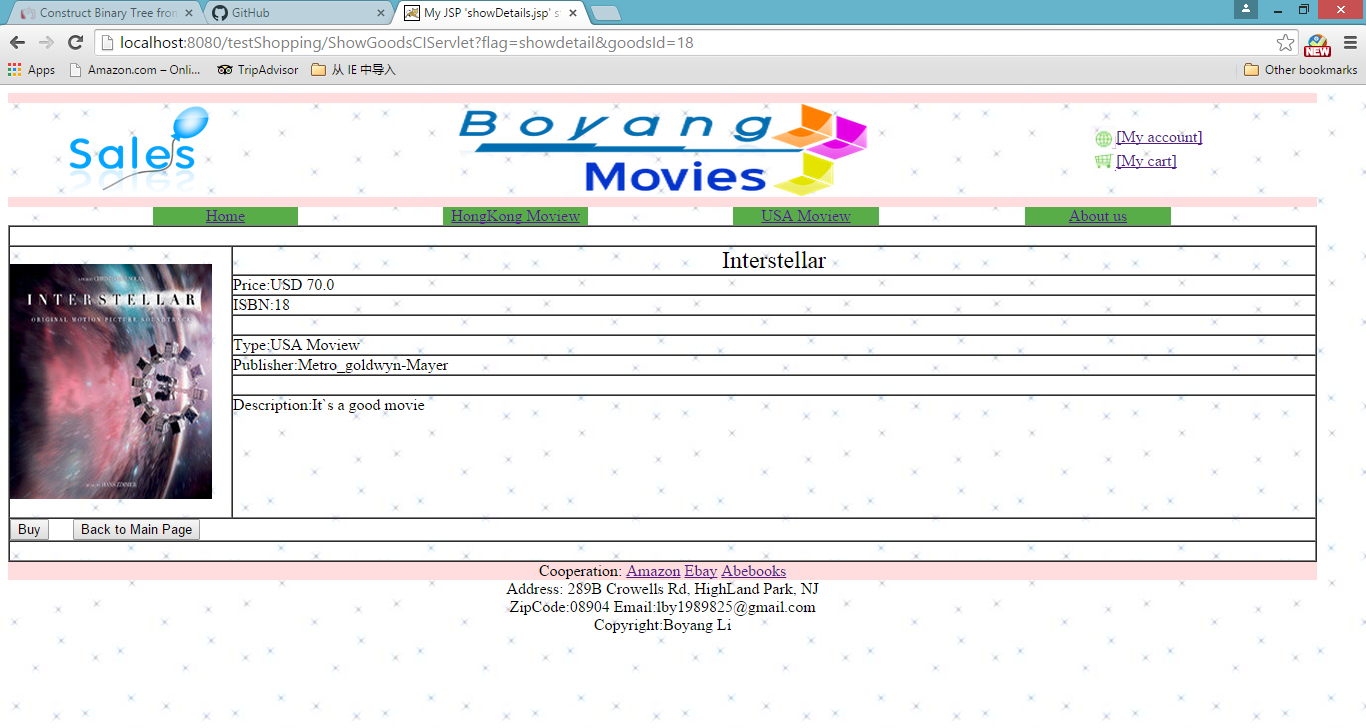 Construct Binary Tree from
GitHub
My JSP 'showDetails.jsp' s
localhost:8080/testShopping/ShowGoodsClServlet?flag=showdetail&goodsId=18
NEW
Apps
Amazon.com – Onli...
TripAdvisor
从 IE 中导入
Other bookmarks
Sales
Boyang
Movies
[My account]
[My cart]
Home
HongKong Moview
USA Moview
About us
INTERSTELLAR
ORIGINAL MOTION PICTURE SOUNDTRACK
HANS ZIMMER
Interstellar
Price:USD 70.0
ISBN:18
Type:USA Moview
Publisher:Metro_goldwyn-Mayer
Description:It`s a good movie
Buy
Back to Main Page
Cooperation: Amazon Ebay Abebooks
Address: 289B Crowells Rd, HighLand Park, NJ
ZipCode:08904 Email:lby1989825@gmail.com
Copyright:Boyang Li